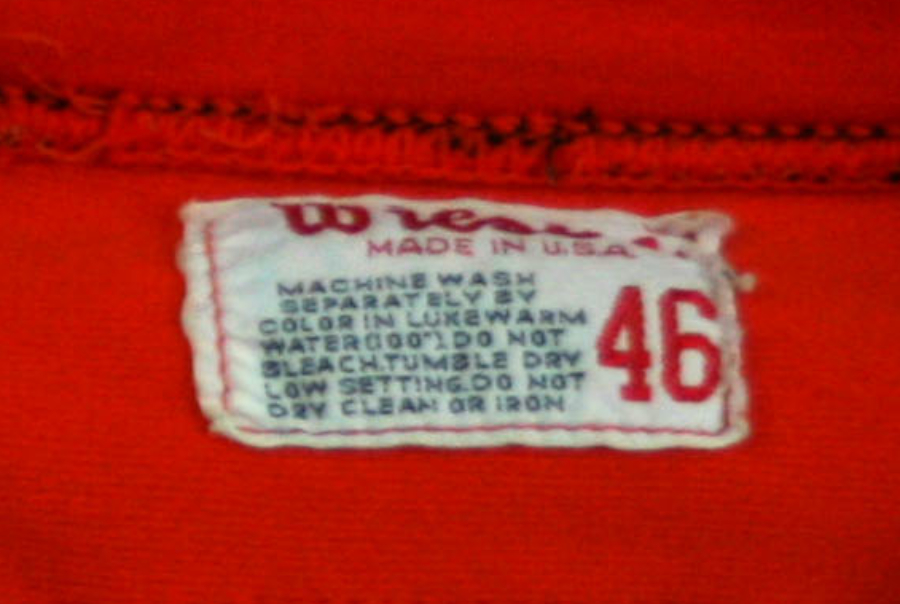 MADE IN U.S.A
MACHINE WASH
SEPARATELY BY
COLOR IN LUKEWARM
WATER(100°).DO NOT
BLEACH.TUMBLE DRY
LOW SETTING.DO NOT
DRY CLEAN OR IRON
46